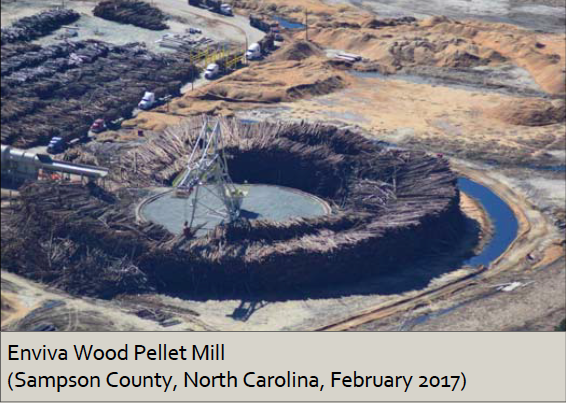 Enviva Wood Pellet Mill
(Sampson County, North Carolina, February 2017)